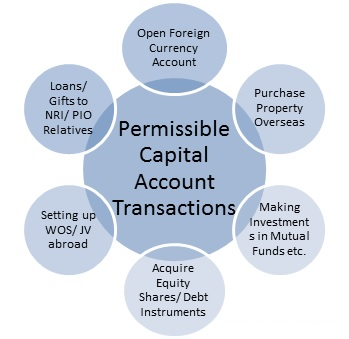 Open Foreign
Currency
Account
Purchase
Property
Overseas
Making
Investment
s in Mutual
Funds etc.
Acquire
Equity
Shares/ Debt
Instruments
Setting up
WOS/ JV
abroad
Loans/
Gifts to
NRI/ PIO
Relatives
Permissible
Capital
Account
Transactions